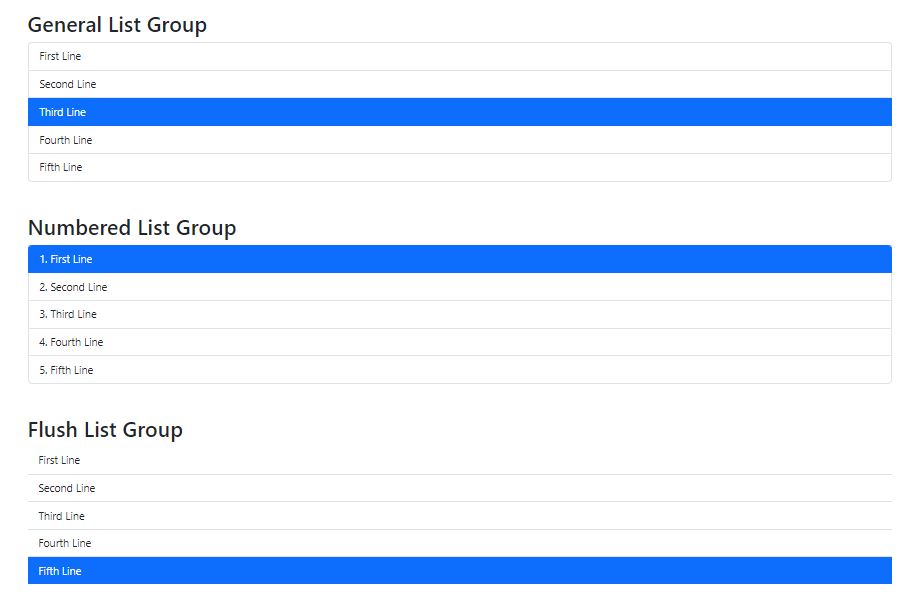 General List Group
First Line
Second Line
Third Line
Fourth Line
Fifth Line
Numbered List Group
1. First Line
2. Second Line
3. Third Line
4. Fourth Line
5. Fifth Line
Flush List Group
First Line
Second Line
Third Line
Fourth Line
Fifth Line